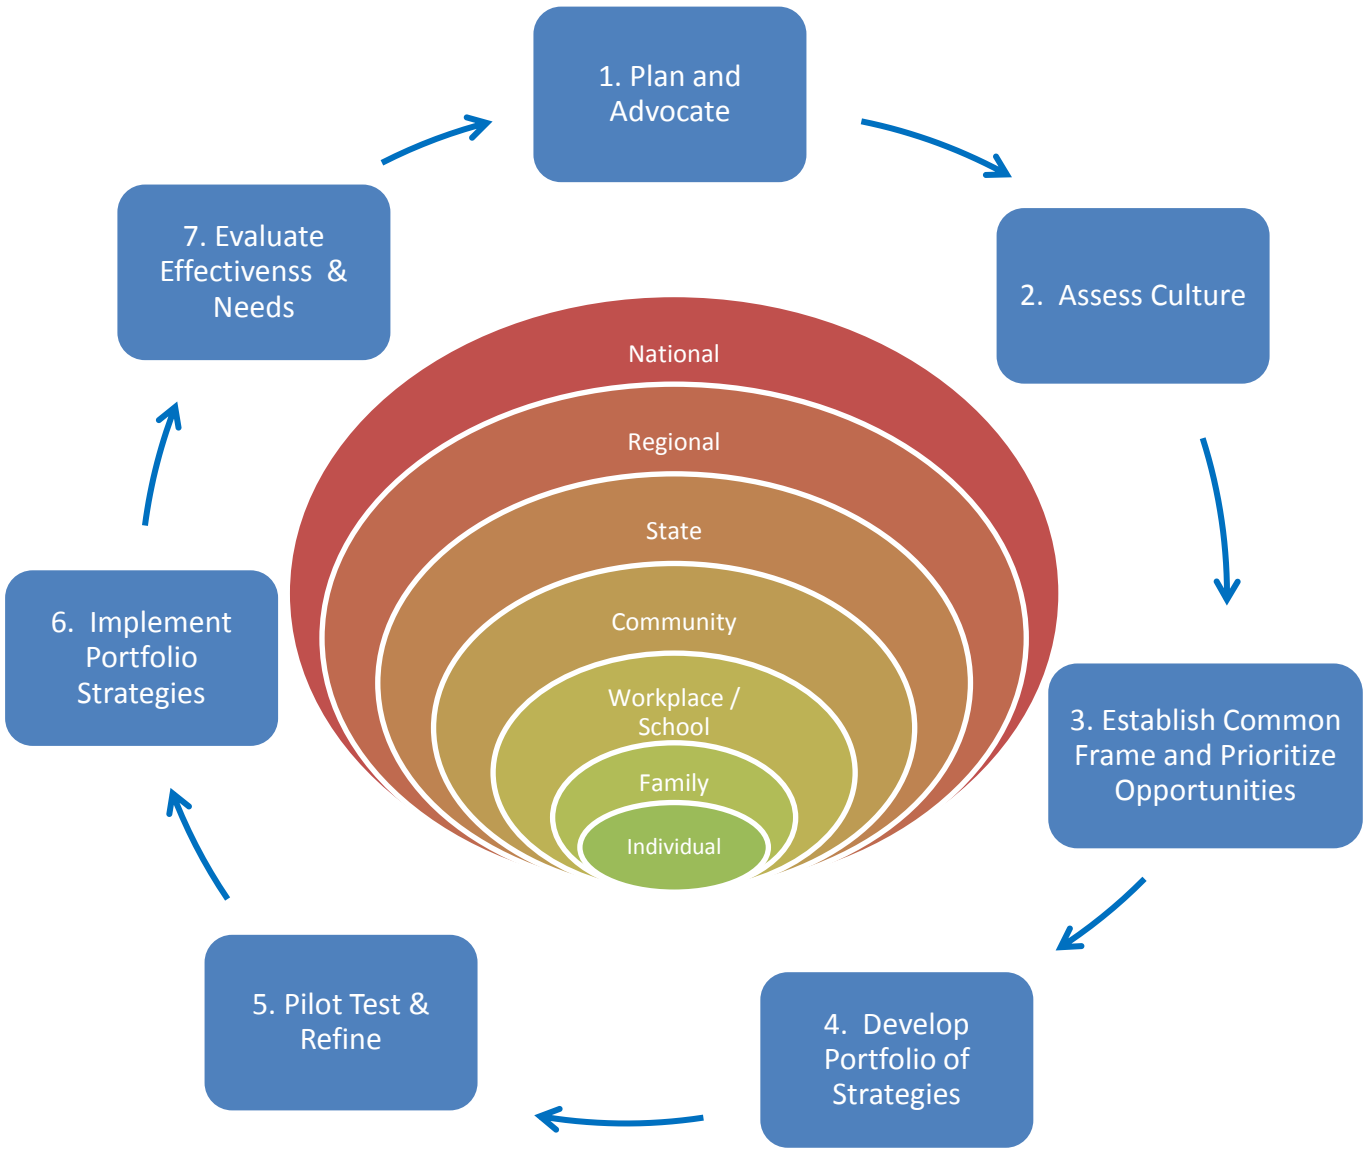 1. Plan and
Advocate
2.  Assess Culture
3. Establish Common
Frame and Prioritize
Opportunities
4.  Develop
Portfolio of
Strategies
5. Pilot Test &
Refine
6.  Implement
Portfolio
Strategies
7. Evaluate
Effectivenss  &
Needs
National
Regional
State
Community
Workplace /
School
Family
Individual